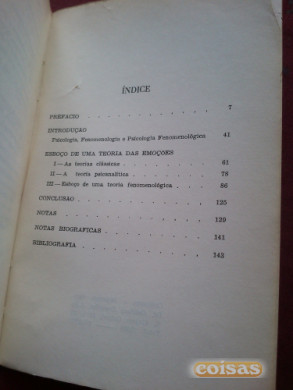 ÍNDICE
PREFÁCIO 7
INTRODUÇÃO
Psicologia, Fenomenologia e Psicologia Fenomenológica 41
ESBOÇO DE UMA TEORIA DAS EMOÇÕES
I — As teorias clássicas 61
II — A teoria psicanalítica 79
III — Esboço de uma teoria fenomenológica 86
CONCLUSÃO 125
NOTAS 129
NOTAS BIOGRÁFICAS 141
BIBLIOGRAFIA 143
coisas